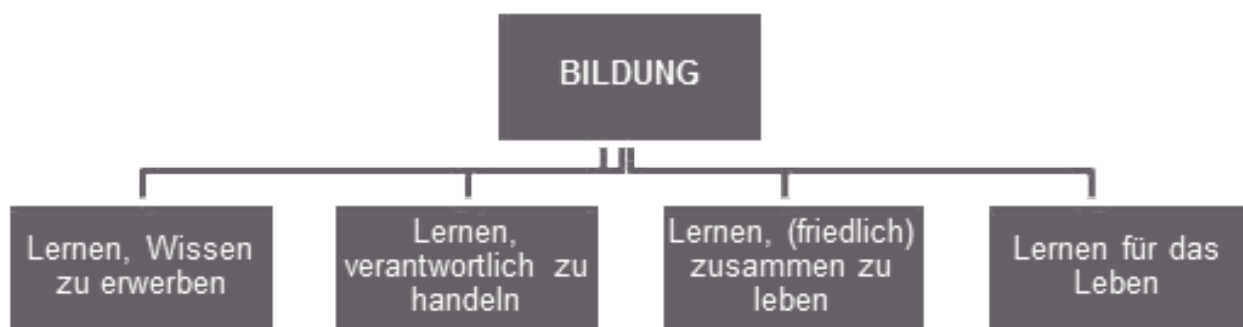 BILDUNG
Lernen, Wissen
zu erwerben
Lernen,
verantwortlich zu
handeln
Lernen, (friedlich)
zusammen zu
leben
Lernen für das
Leben